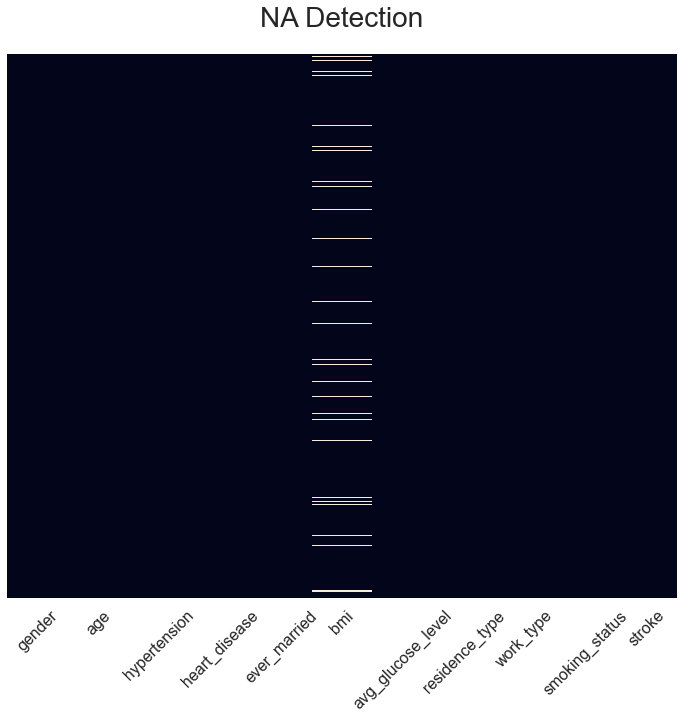 NA Detection
gender
age
hypertension
heart_disease
ever_married
bmi
avg_glucose_level
residence_type
work_type
smoking_status
stroke